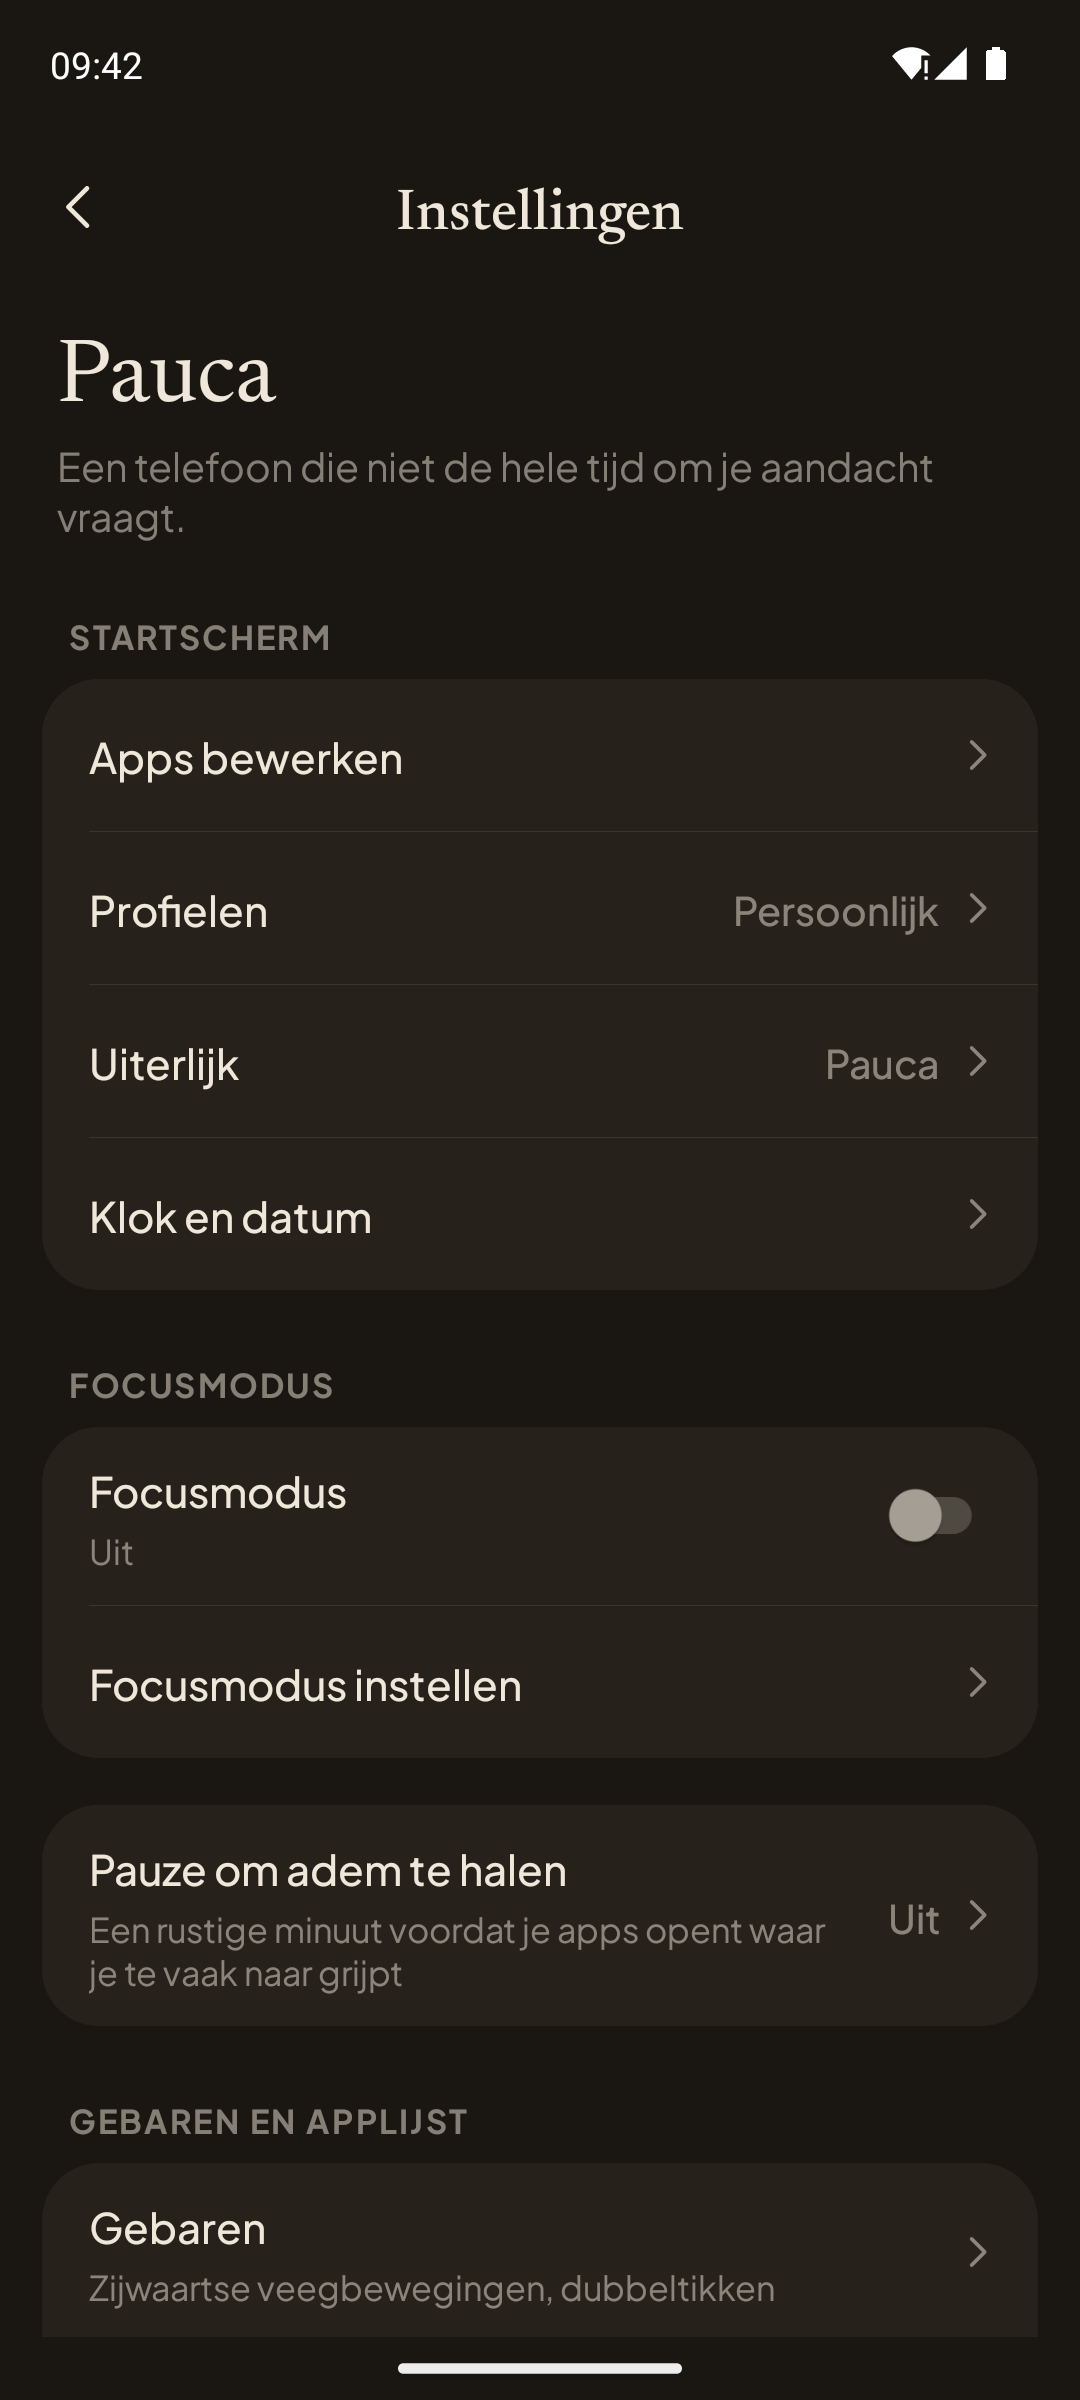 09:42
Instellingen
Pauca
Een telefoon die niet de hele tijd om je aandacht
vraagt.
STARTSCHERM
Apps bewerken
Profielen
Persoonlijk
Uiterlijk
Pauca
Klok en datum
FOCUSMODUS
Focusmodus
Uit
Focusmodus instellen
Pauze om adem te halen
Een rustige minuut voordat je apps opent waar
je te vaak naar grijpt
Uit
GEBAREN EN APPLIJST
Gebaren
Zijwaartse veegbewegingen, dubbeltikken